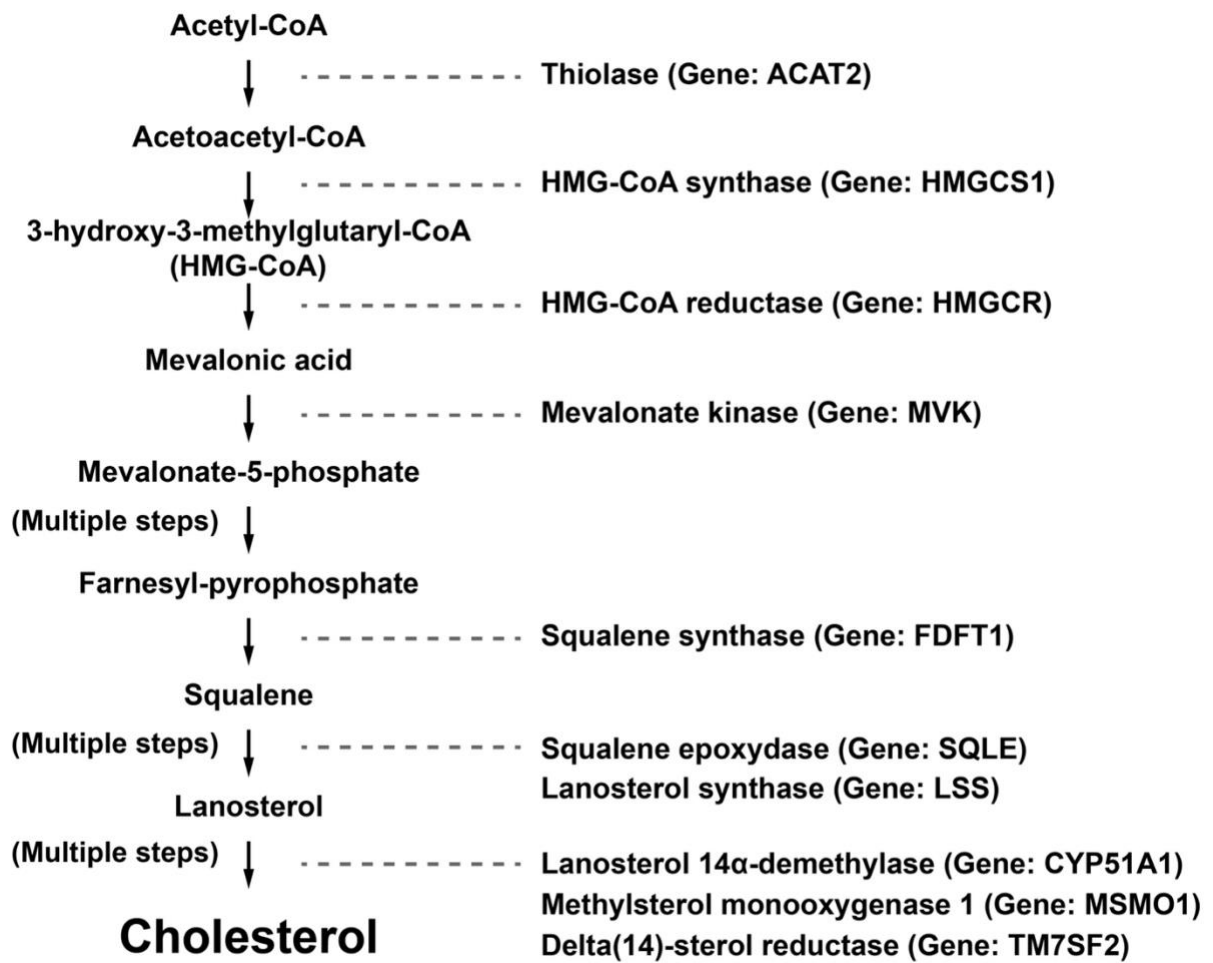 Acetyl-CoA
Thiolase (Gene: ACAT2)
Acetoacetyl-CoA
HMG-CoA synthase (Gene: HMGCS1)
3-hydroxy-3-methylglutaryl-CoA
(HMG-CoA)
HMG-CoA reductase (Gene: HMGCR)
Mevalonic acid
Mevalonate kinase (Gene: MVK)
Mevalonate-5-phosphate
(Multiple steps)
Farnesyl-pyrophosphate
Squalene synthase (Gene: FDFT1)
Squalene
(Multiple steps)
Squalene epoxydase (Gene: SQLE)
Lanosterol synthase (Gene: LSS)
Lanosterol
(Multiple steps)
Lanosterol 14α-demethylase (Gene: CYP51A1)
Methylsterol monooxygenase 1 (Gene: MSMO1)
Delta(14)-sterol reductase (Gene: TM7SF2)
Cholesterol